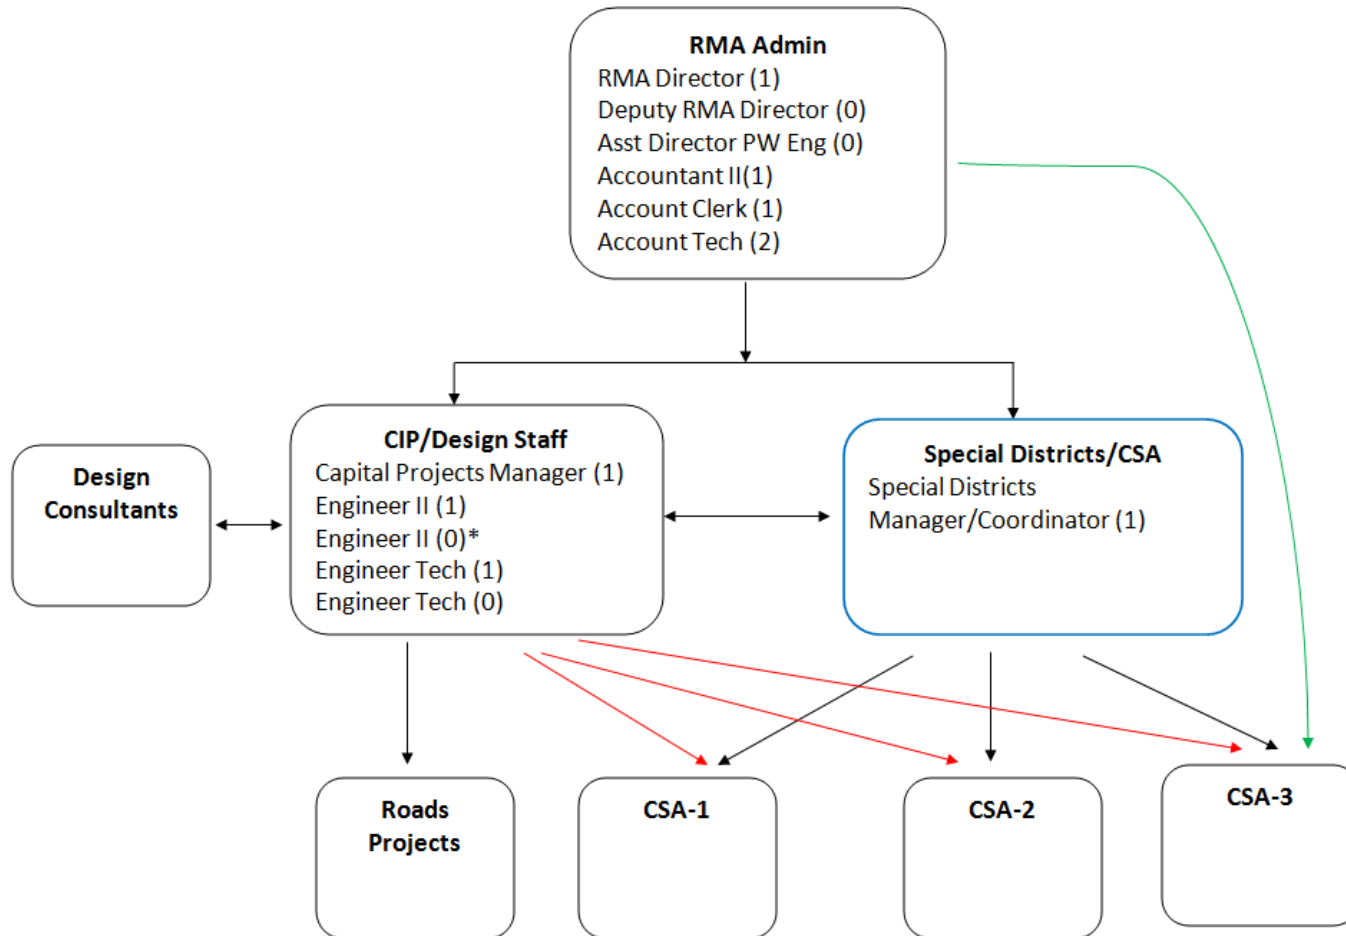 RMA Admin
RMA Director (1)
Deputy RMA Director (0)
Asst Director PW Eng (0)
Accountant II(1)
Account Clerk (1)
Account Tech (2)
Design
Consultants
CIP/Design Staff
Capital Projects Manager (1)
Engineer II (1)
Engineer II (0)*
Engineer Tech (1)
Engineer Tech (0)
Special Districts/CSA
Special Districts
Manager/Coordinator (1)
Roads
Projects
CSA-1
CSA-2
CSA-3